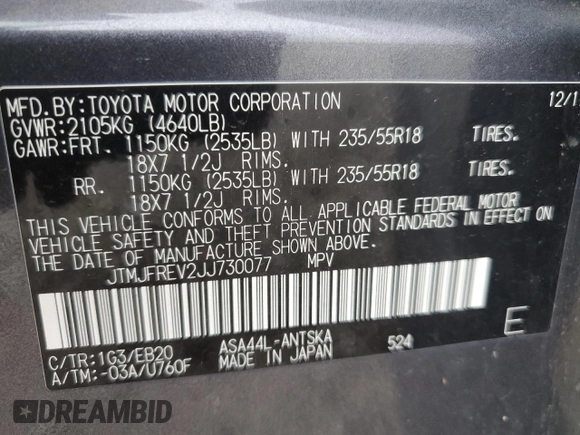 MFD.BY:TOYOTA MOTOR CORPORATION 12/1
GVWR:2105KG (4640LB)
GAWR:FRT. 1150KG (2535LB) WITH 235/55R18 TIRES.
18X7 1/2J RIMS.
RR. 1150KG (2535LB) WITH 235/55R18 TIRES.
18X7 1/2J RIMS.
THIS VEHICLE CONFORMS TO ALL APPLICABLE FEDERAL MOTOR
VEHICLE SAFETY AND THEFT PREVENTION STANDARDS IN EFFECT ON
THE DATE OF MANUFACTURE SHOWN ABOVE.
JTMJFREV2JJ730077 MPV
E
C/TR:1G3/EB20 ASA44L-ANTSKA 524
A/TM:-03A/U760F MADE IN JAPAN
DREAMBID